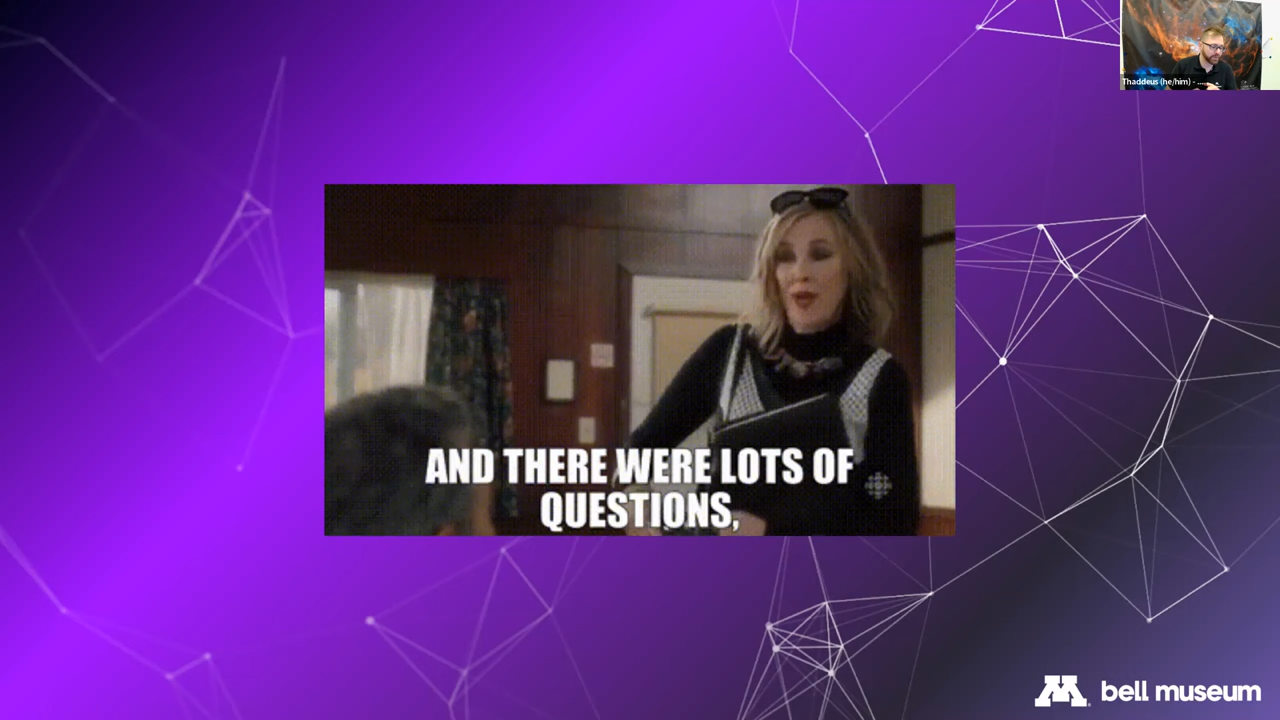 Thaddeus (he/him) - ....
AND THERE WERE LOTS OF
QUESTIONS,
M bell museum